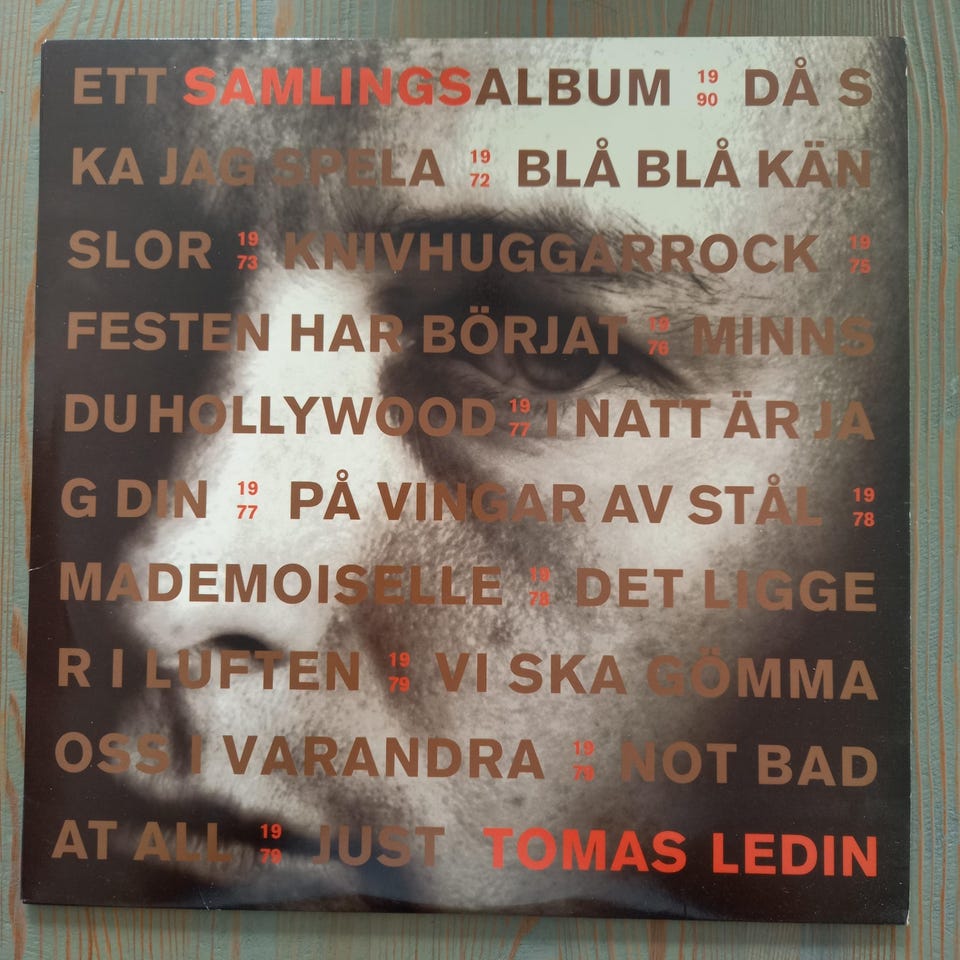 ETT SAMLINGSALBUM 19 90 DÅ S
KA JAG SPELA 19 72 BLÅ BLÅ KÄN
SLOR 19 73 KNIVHUGGARROCK 19 75
FESTEN HAR BÖRJAT 19 76 MINNS
DU HOLLYWOOD 19 77 I NATT ÄR JA
G DIN 19 77 PÅ VINGAR AV STÅL 19 78
MADEMOISELLE 19 78 DET LIGGE
R I LUFTEN 19 79 VI SKA GÖMMA
OSS I VARANDRA 19 79 NOT BAD
AT ALL 19 79 JUST TOMAS LEDIN